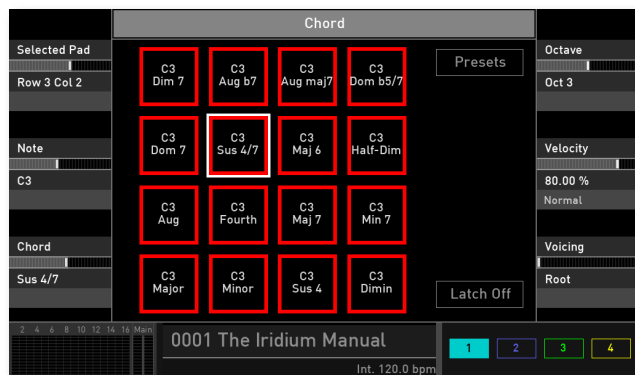 Chord
Selected Pad
Row 3 Col 2
Note
C3
Chord
Sus 4/7
C3
Dim 7
C3
Aug b7
C3
Aug maj7
C3
Dom b5/7
C3
Dom 7
C3
Sus 4/7
C3
Maj 6
C3
Half-Dim
C3
Aug
C3
Fourth
C3
Maj 7
C3
Min 7
C3
Major
C3
Minor
C3
Sus 4
C3
Dimin
Presets
Latch Off
Octave
Oct 3
Velocity
80.00 %
Normal
Voicing
Root
2 4 6 8 10 12 14 16 Main
0001 The Iridium Manual
Int. 120.0 bpm
1 2 3 4